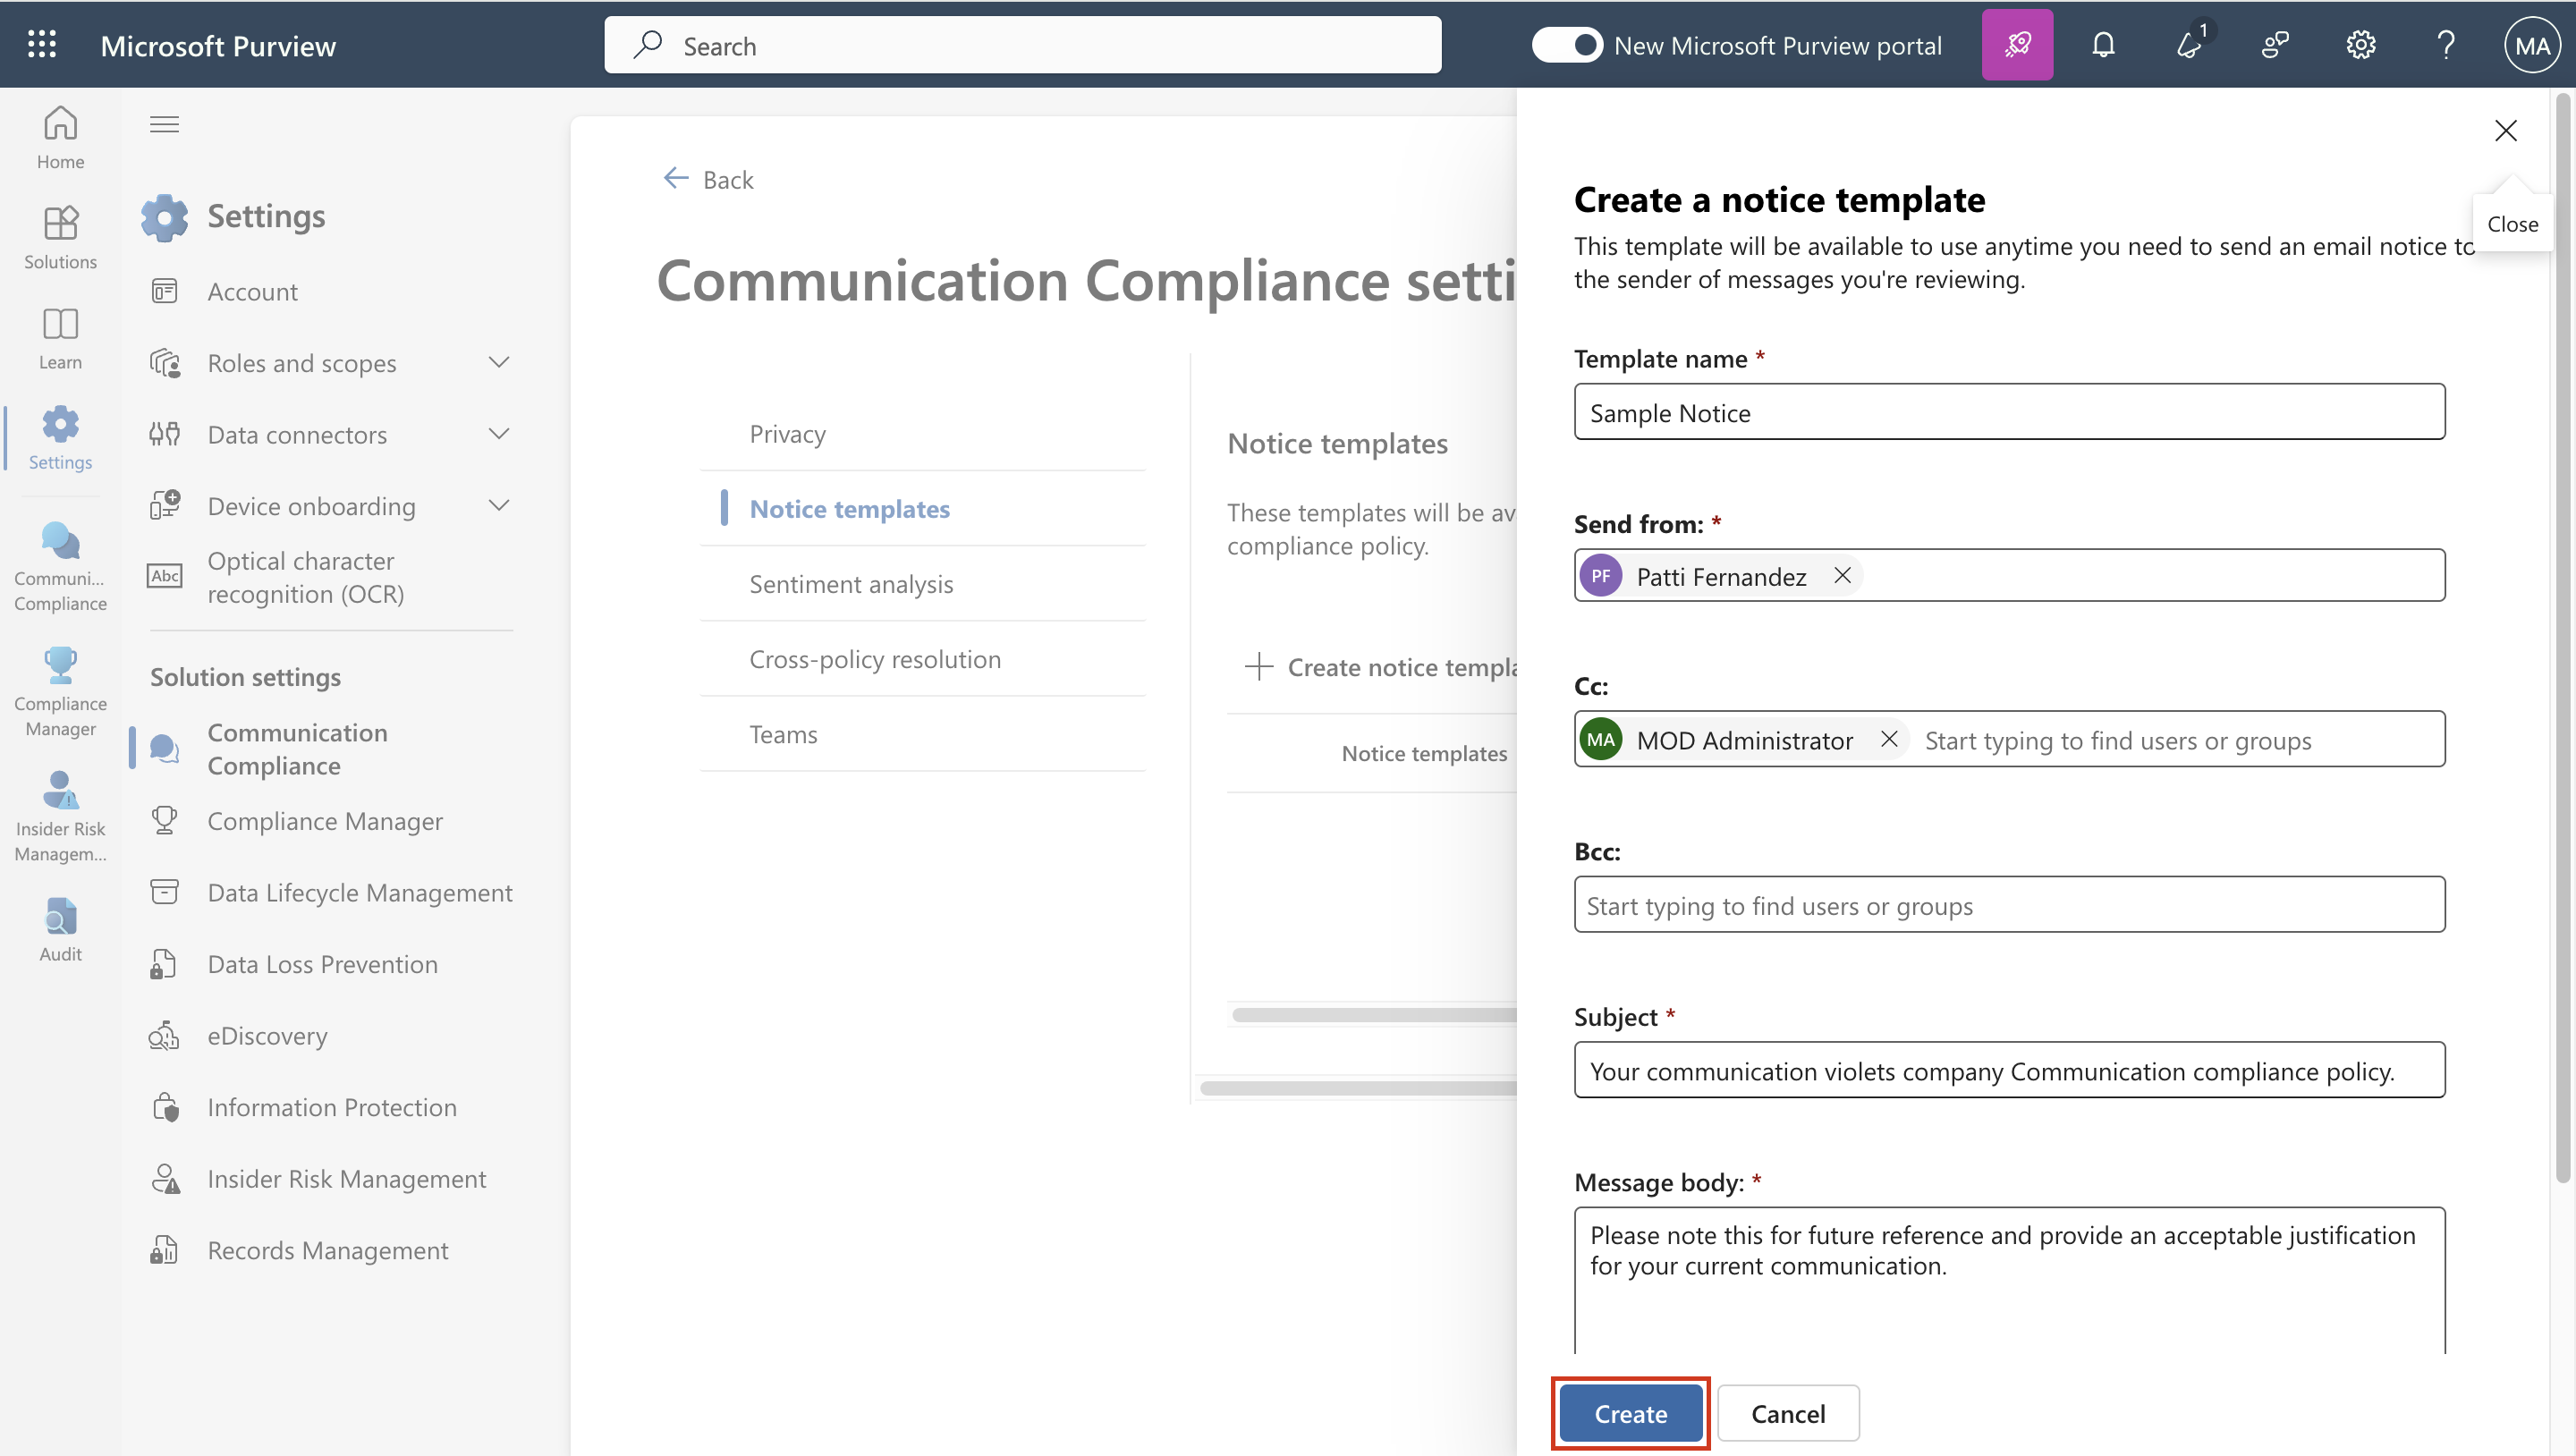 Microsoft Purview
Search
New Microsoft Purview portal
1
MA
Home
Solutions
Learn
Settings
Communi...
Compliance
Compliance
Manager
Insider Risk
Managem...
Audit
Settings
Account
Roles and scopes
Data connectors
Device onboarding
Abc
Optical character
recognition (OCR)
Solution settings
Communication
Compliance
Compliance Manager
Data Lifecycle Management
Data Loss Prevention
eDiscovery
Information Protection
Insider Risk Management
Records Management
Back
Communication Compliance setti
Privacy
Notice templates
Sentiment analysis
Cross-policy resolution
Teams
Notice templates
These templates will be av
compliance policy.
Create notice templa
Notice templates
Close
Create a notice template
This template will be available to use anytime you need to send an email notice to
the sender of messages you're reviewing.
Template name *
Sample Notice
Send from: *
PF Patti Fernandez
Cc:
MA MOD Administrator Start typing to find users or groups
Bcc:
Start typing to find users or groups
Subject *
Your communication violets company Communication compliance policy.
Message body: *
Please note this for future reference and provide an acceptable justification
for your current communication.
Create
Cancel